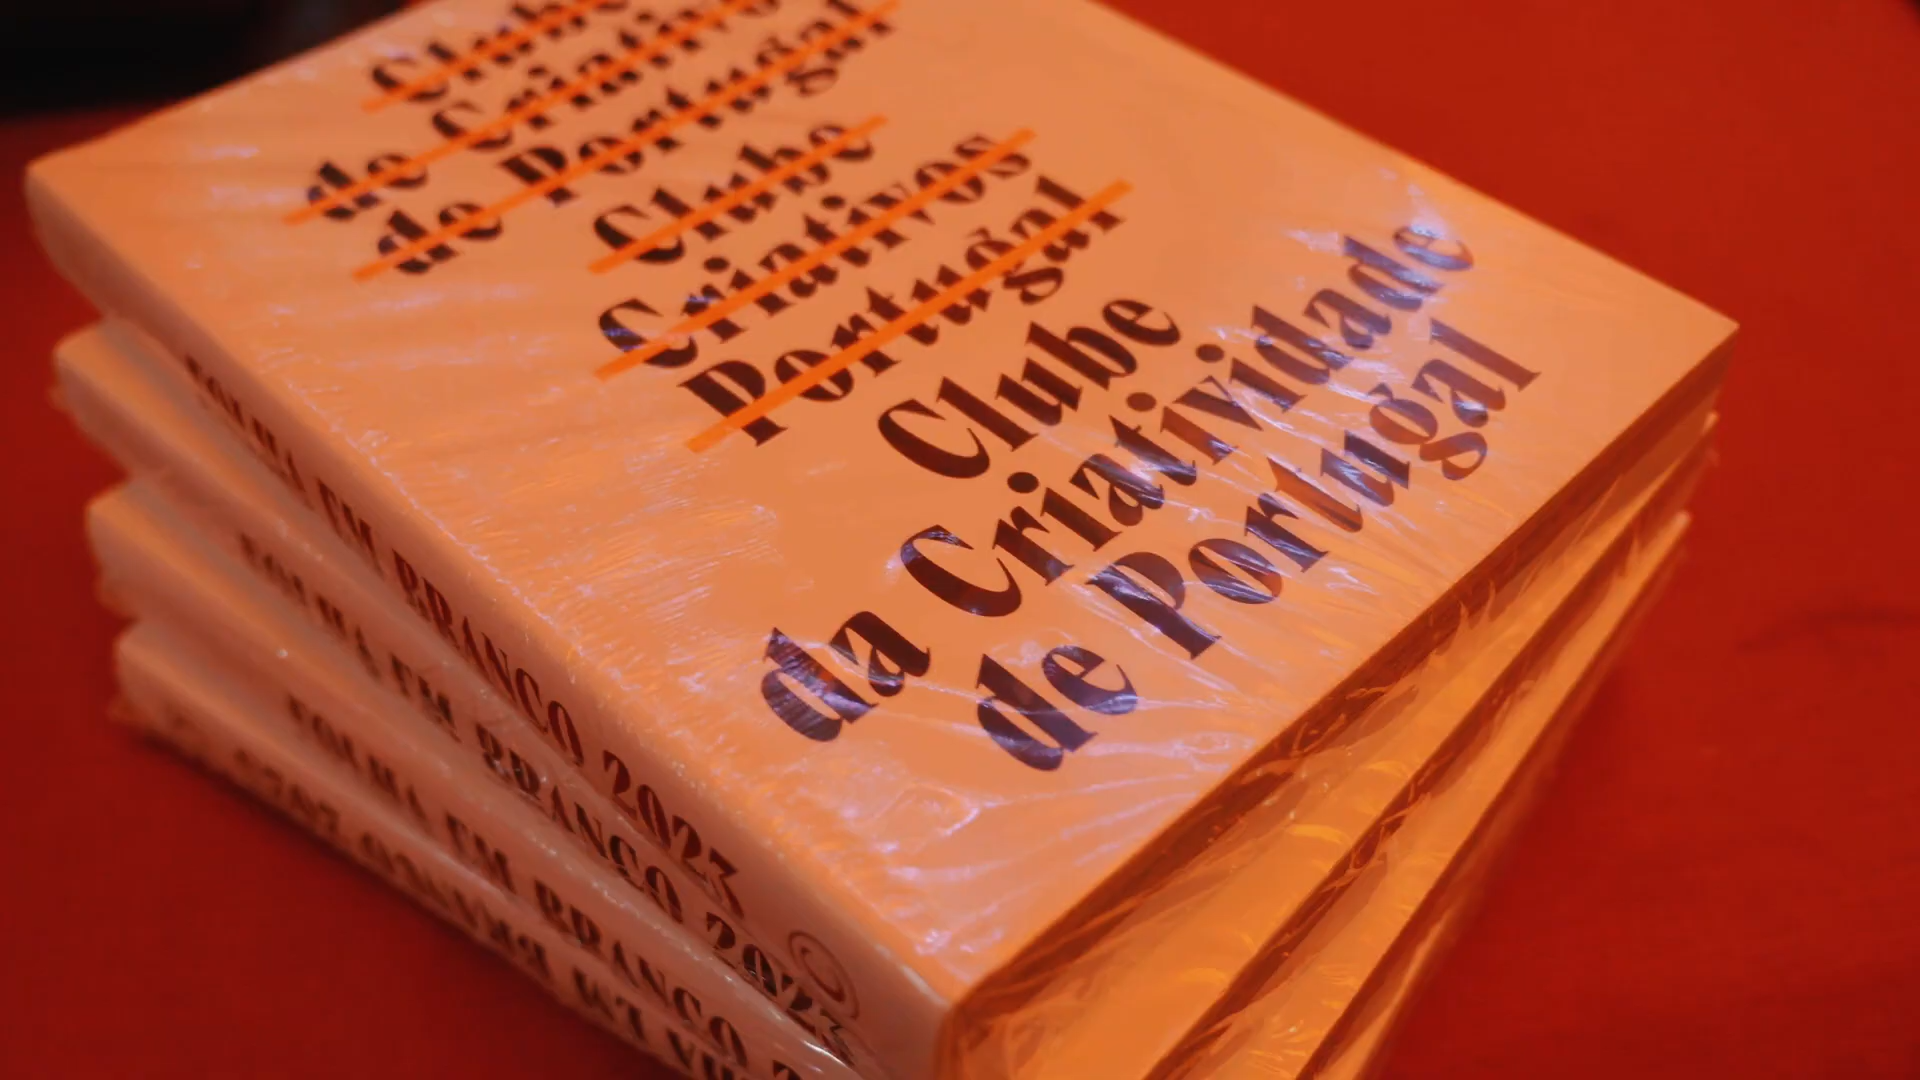 Clube
de Criativos
de Portugal
Clube
Criativos
Portugal
Clube
da Criatividade
de Portugal
FOLHA EM BRANCO 2023
FOLHA EM BRANCO 2023
FOLHA EM BRANCO